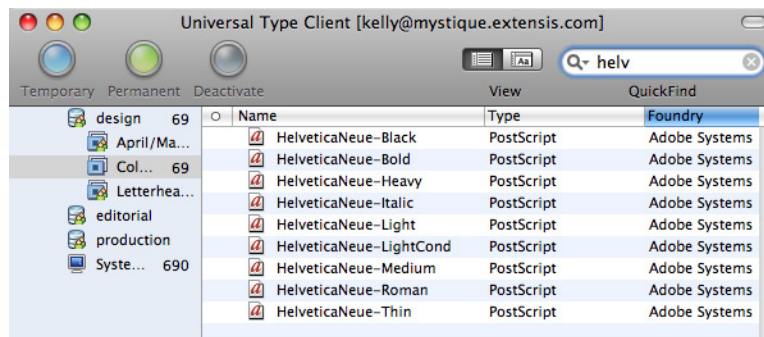 Universal Type Client [kelly@mystique.extensis.com]
helv
Temporary Permanent Deactivate View QuickFind
design 69
April/Ma...
Col... 69
Letterhea...
editorial
production
Syste... 690
Name Type Foundry
HelveticaNeue-Black PostScript Adobe Systems
HelveticaNeue-Bold PostScript Adobe Systems
HelveticaNeue-Heavy PostScript Adobe Systems
HelveticaNeue-Italic PostScript Adobe Systems
HelveticaNeue-Light PostScript Adobe Systems
HelveticaNeue-LightCond PostScript Adobe Systems
HelveticaNeue-Medium PostScript Adobe Systems
HelveticaNeue-Roman PostScript Adobe Systems
HelveticaNeue-Thin PostScript Adobe Systems